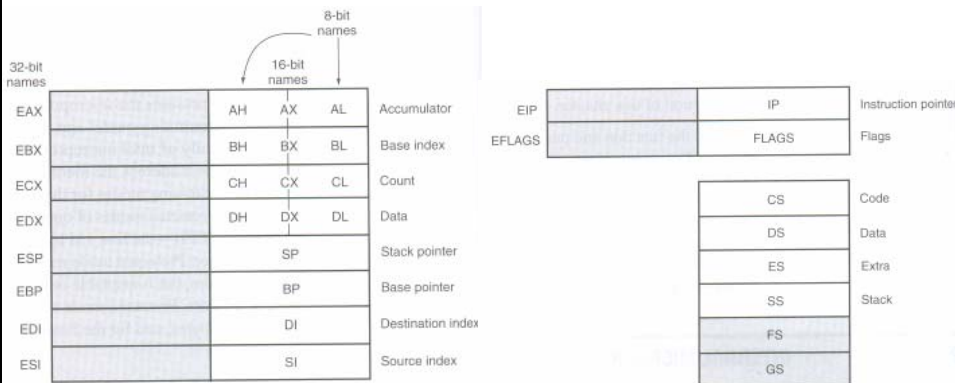 8-bit
names
32-bit
names
16-bit
names
EAX AH AX AL Accumulator
EBX BH BX BL Base index
ECX CH CX CL Count
EDX DH DX DL Data
ESP SP Stack pointer
EBP BP Base pointer
EDI DI Destination index
ESI SI Source index
EIP IP Instruction pointer
EFLAGS FLAGS Flags
CS Code
DS Data
ES Extra
SS Stack
FS
GS